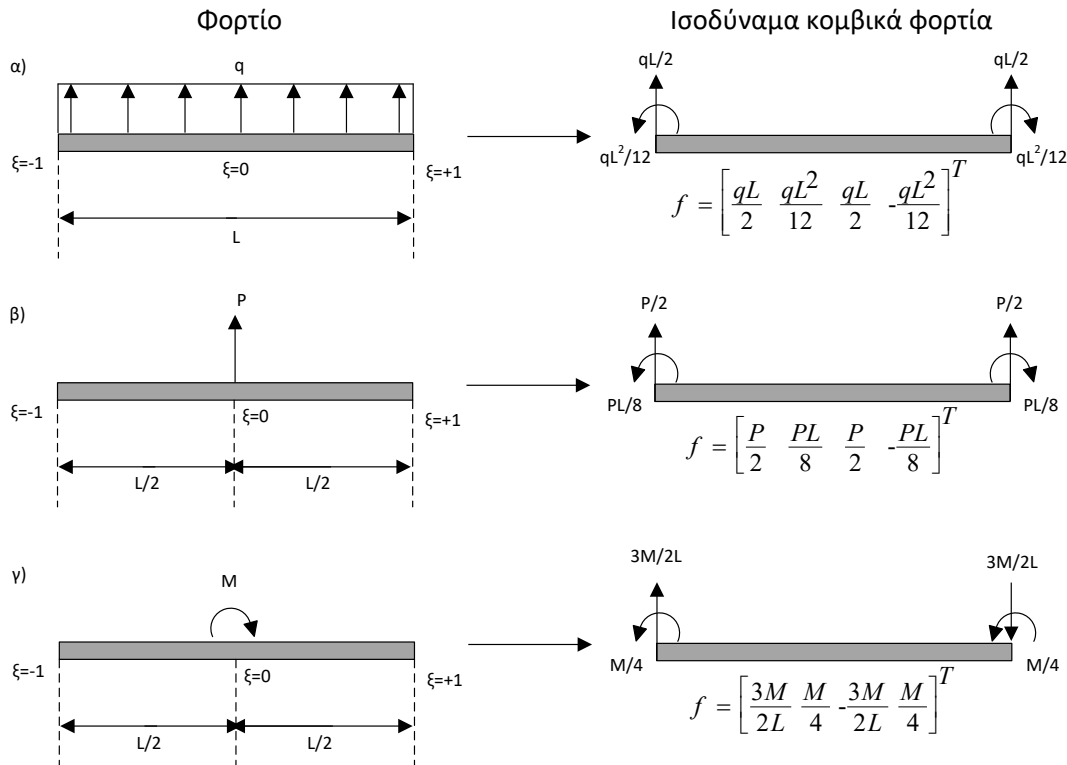 Φορτίο
Ισοδύναμα κομβικά φορτία
α)
q
ξ=-1
ξ=0
ξ=+1
L
qL/2
qL/2
qL²/12
qL²/12
f = [qL/2 qL²/12 qL/2 -qL²/12]^T
β)
P
ξ=-1
ξ=0
ξ=+1
L/2
L/2
P/2
P/2
PL/8
PL/8
f = [P/2 PL/8 P/2 -PL/8]^T
γ)
M
ξ=-1
ξ=0
ξ=+1
L/2
L/2
3M/2L
3M/2L
M/4
M/4
f = [3M/2L M/4 -3M/2L M/4]^T